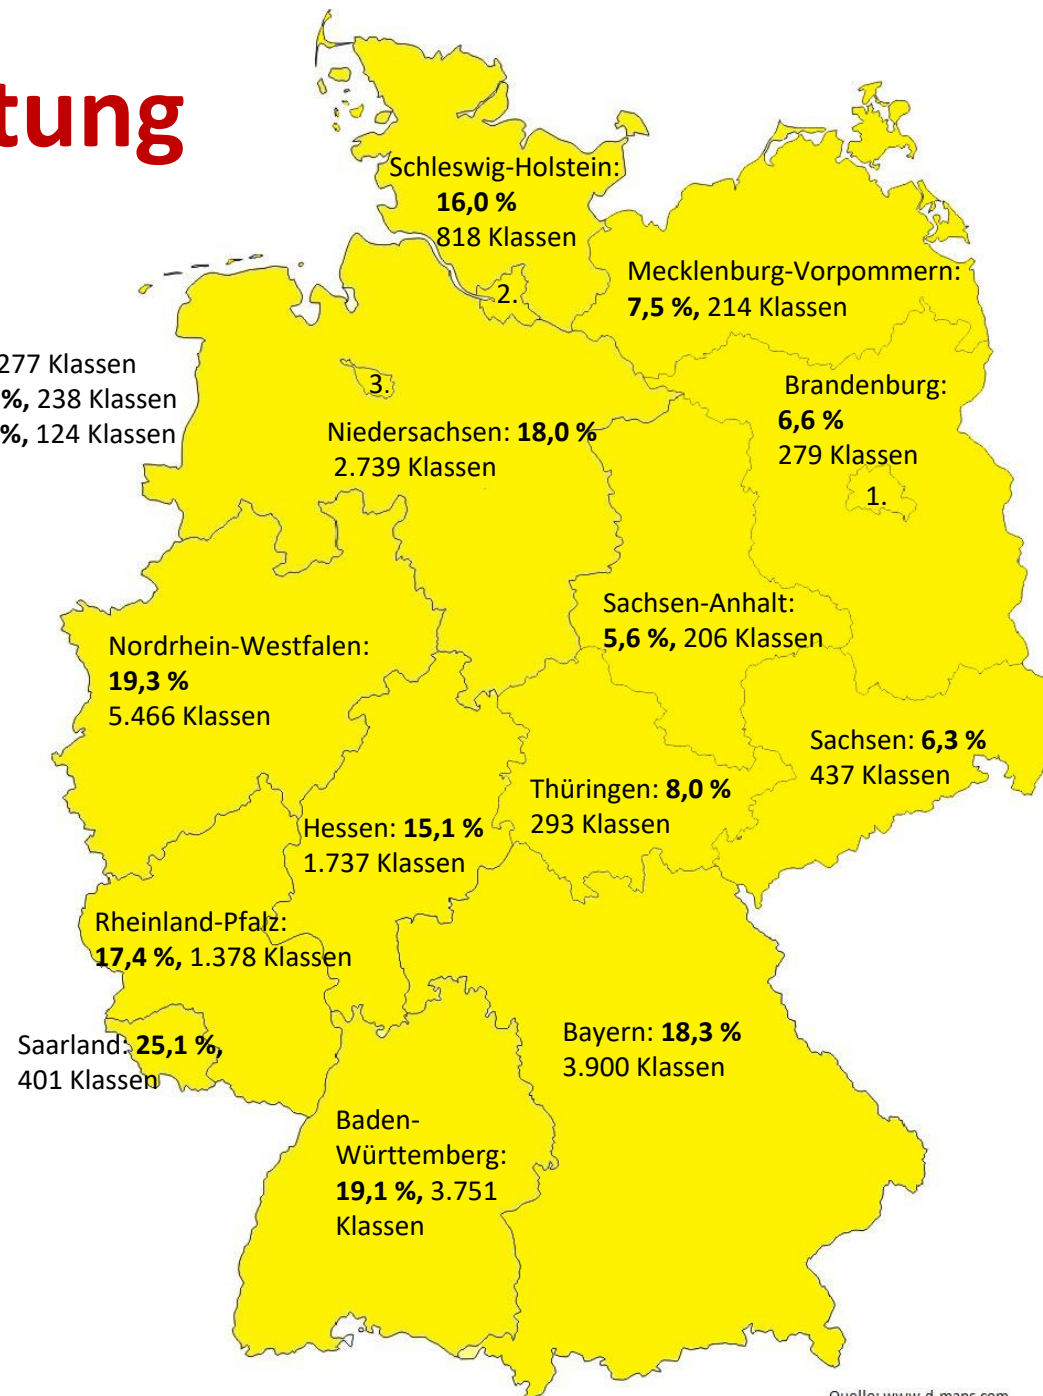 tung
Schleswig-Holstein:
16,0 %
818 Klassen
2.
Mecklenburg-Vorpommern:
7,5 %, 214 Klassen
277 Klassen
%, 238 Klassen
%, 124 Klassen
3.
Niedersachsen: 18,0 %
2.739 Klassen
Brandenburg:
6,6 %
279 Klassen
1.
Sachsen-Anhalt:
5,6 %, 206 Klassen
Nordrhein-Westfalen:
19,3 %
5.466 Klassen
Sachsen: 6,3 %
437 Klassen
Thüringen: 8,0 %
293 Klassen
Hessen: 15,1 %
1.737 Klassen
Rheinland-Pfalz:
17,4 %, 1.378 Klassen
Saarland: 25,1 %,
401 Klassen
Bayern: 18,3 %
3.900 Klassen
Baden-
Württemberg:
19,1 %, 3.751
Klassen
Quelle: www.d-maps.com